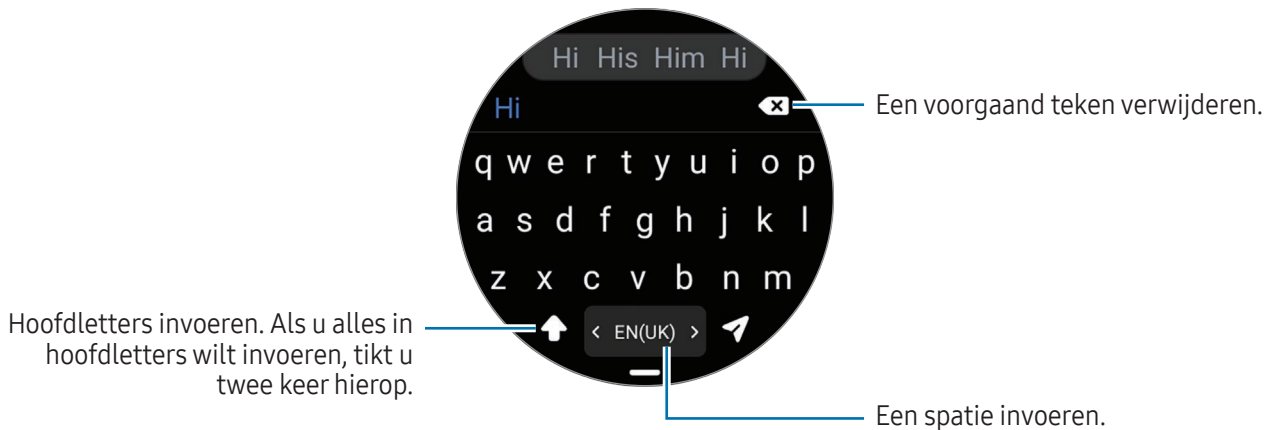 Hi His Him Hi
Hi
Een voorgaand teken verwijderen.
q w e r t y u i o p
a s d f g h j k l
z x c v b n m
Hoofdletters invoeren. Als u alles in
hoofdletters wilt invoeren, tikt u
twee keer hierop.
< EN(UK) >
Een spatie invoeren.